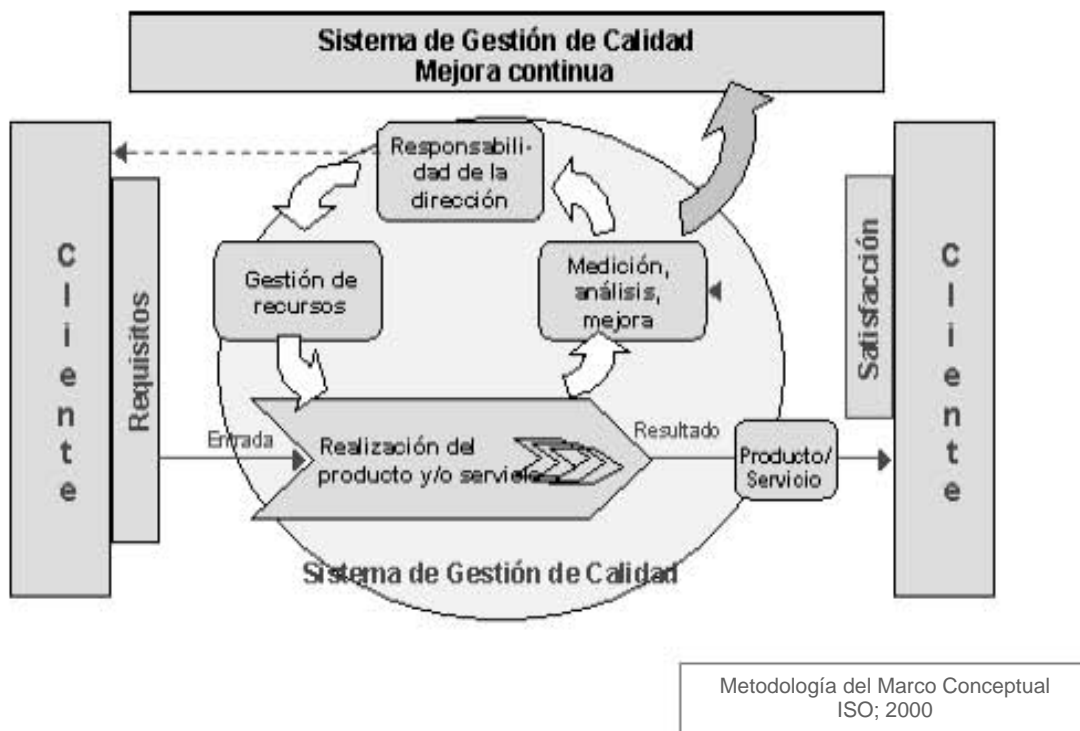 Sistema de Gestión de Calidad
Mejora continua
Cliente
Requisitos
Responsabili-
dad de la
dirección
Gestión de
recursos
Medición,
análisis,
mejora
Satisfacción
Cliente
Entrada
Realización del
producto y/o servicio
Resultado
Producto/
Servicio
Sistema de Gestión de Calidad
Metodología del Marco Conceptual
ISO; 2000